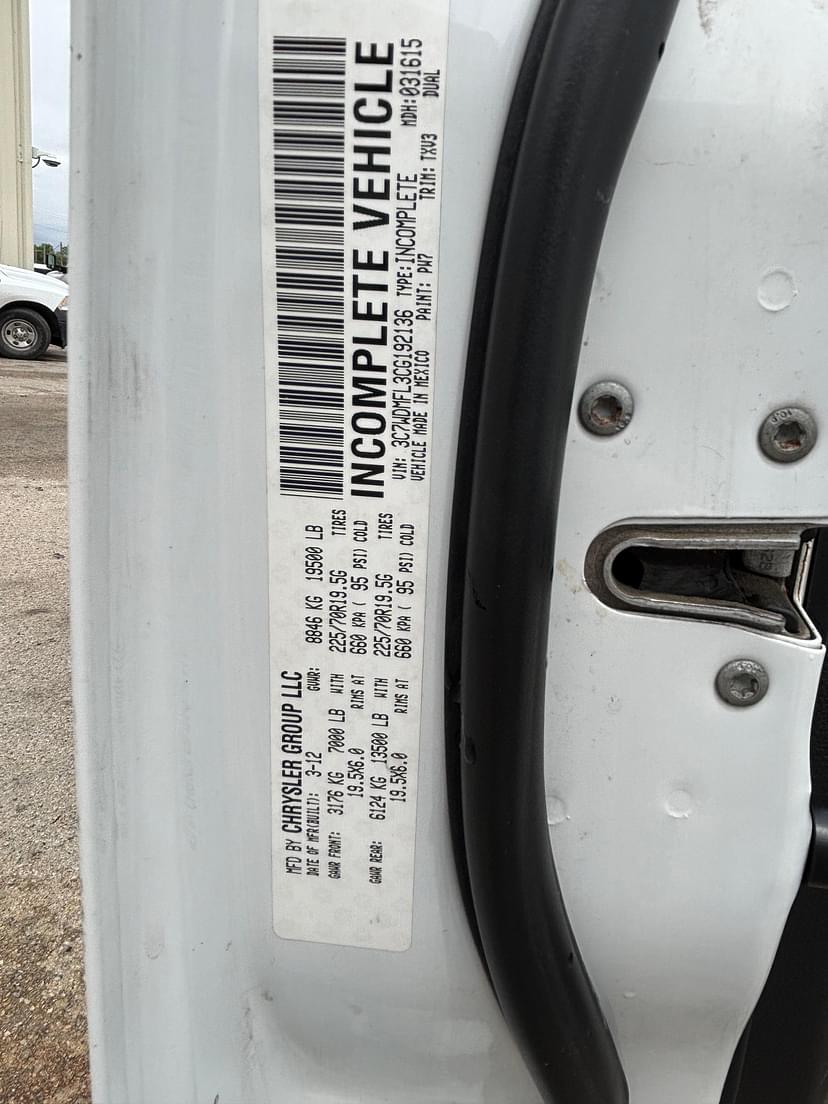 MFD BY CHRYSLER GROUP LLC
DATE OF MFR(BUILT): 3-12 GVWR: 8846 KG 19500 LB
GAWR FRONT: 3176 KG 7000 LB WITH 225/70R19.5G TIRES
19.5X6.0 RIMS AT 660 KPA ( 95 PSI) COLD
GAWR REAR: 6124 KG 13500 LB WITH 225/70R19.5G TIRES
19.5X6.0 RIMS AT 660 KPA ( 95 PSI) COLD
INCOMPLETE VEHICLE
VIN: 3C7WDMFL3CG192136 TYPE:INCOMPLETE MDH:031615
VEHICLE MADE IN MEXICO PAINT: PW7 TRIM: TXV3 DUAL